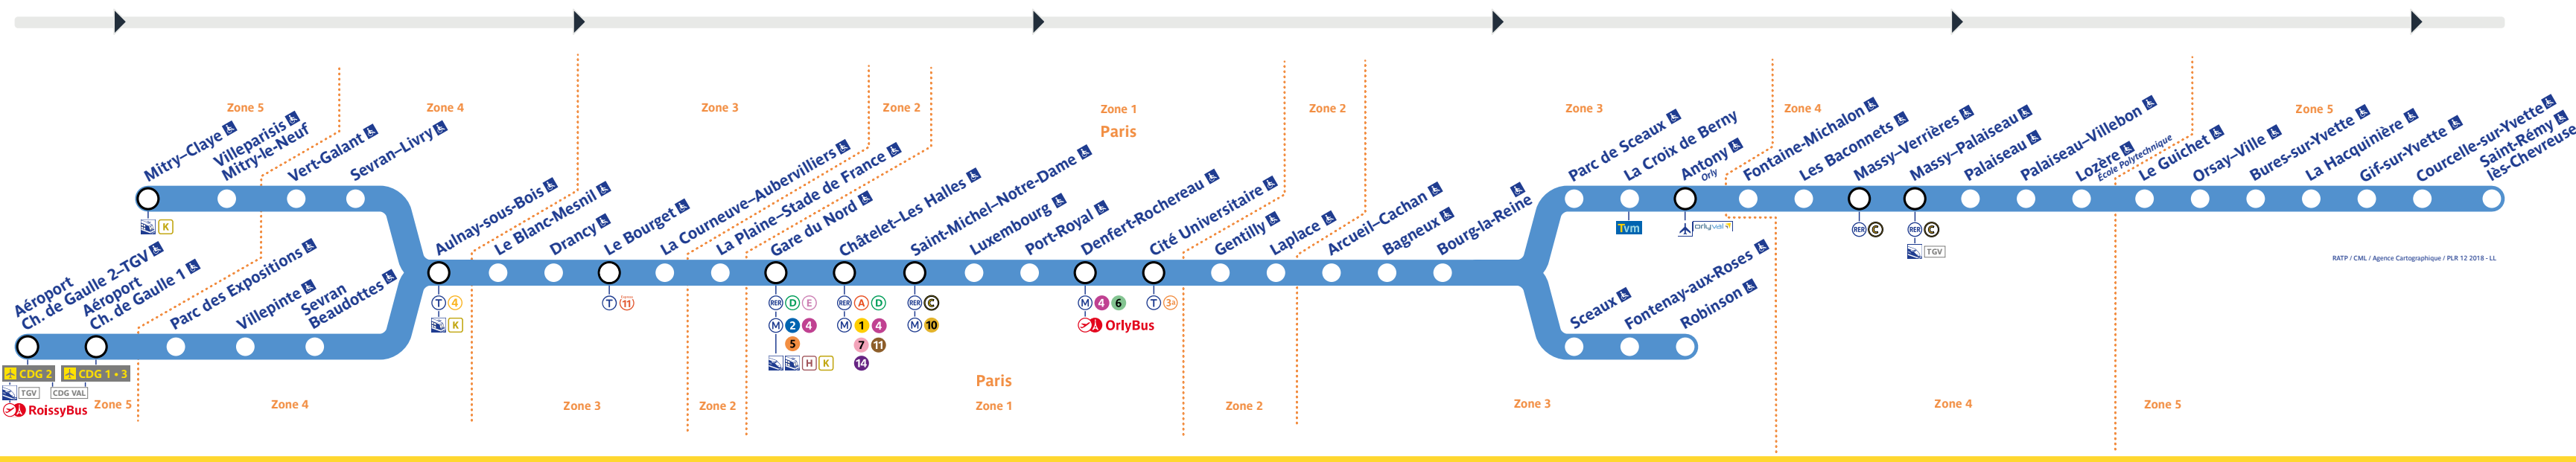 Zone 5
Zone 4
Zone 3
Zone 2
Zone 1
Paris
Zone 2
Zone 3
Zone 4
Zone 5
Mitry–Claye
Villeparisis
Mitry-le-Neuf
Vert-Galant
Sevran–Livry
K
Aéroport
Ch. de Gaulle 2–TGV
Aéroport
Ch. de Gaulle 1
Parc des Expositions
Villepinte
Sevran
Beaudottes
CDG 2
CDG 1 • 3
TGV
CDG VAL
RoissyBus
Aulnay-sous-Bois
T 4
K
Le Blanc-Mesnil
Drancy
Le Bourget
T 11
La Courneuve–Aubervilliers
La Plaine–Stade de France
Gare du Nord
RER D E
M 2 4
5
H K
Châtelet–Les Halles
RER A D
M 1 4
7 11
14
Saint-Michel–Notre-Dame
RER C
M 10
Luxembourg
Port-Royal
Denfert-Rochereau
M 4 6
OrlyBus
Cité Universitaire
T 3a
Gentilly
Laplace
Arcueil–Cachan
Bagneux
Bourg-la-Reine
Parc de Sceaux
La Croix de Berny
Tvm
Antony
Orly
orlyval
Fontaine-Michalon
Les Baconnets
Massy–Verrières
RER C
Massy–Palaiseau
RER C
TGV
Palaiseau
Palaiseau–Villebon
Lozère
École Polytechnique
Le Guichet
Orsay–Ville
Bures-sur-Yvette
La Hacquinière
Gif-sur-Yvette
Courcelle-sur-Yvette
Saint-Rémy
lès-Chevreuse
Sceaux
Fontenay-aux-Roses
Robinson
RATP / CML / Agence Cartographique / PLR 12 2018 - LL
Zone 5
Zone 4
Zone 3
Zone 2
Paris
Zone 1
Zone 2
Zone 3
Zone 4
Zone 5